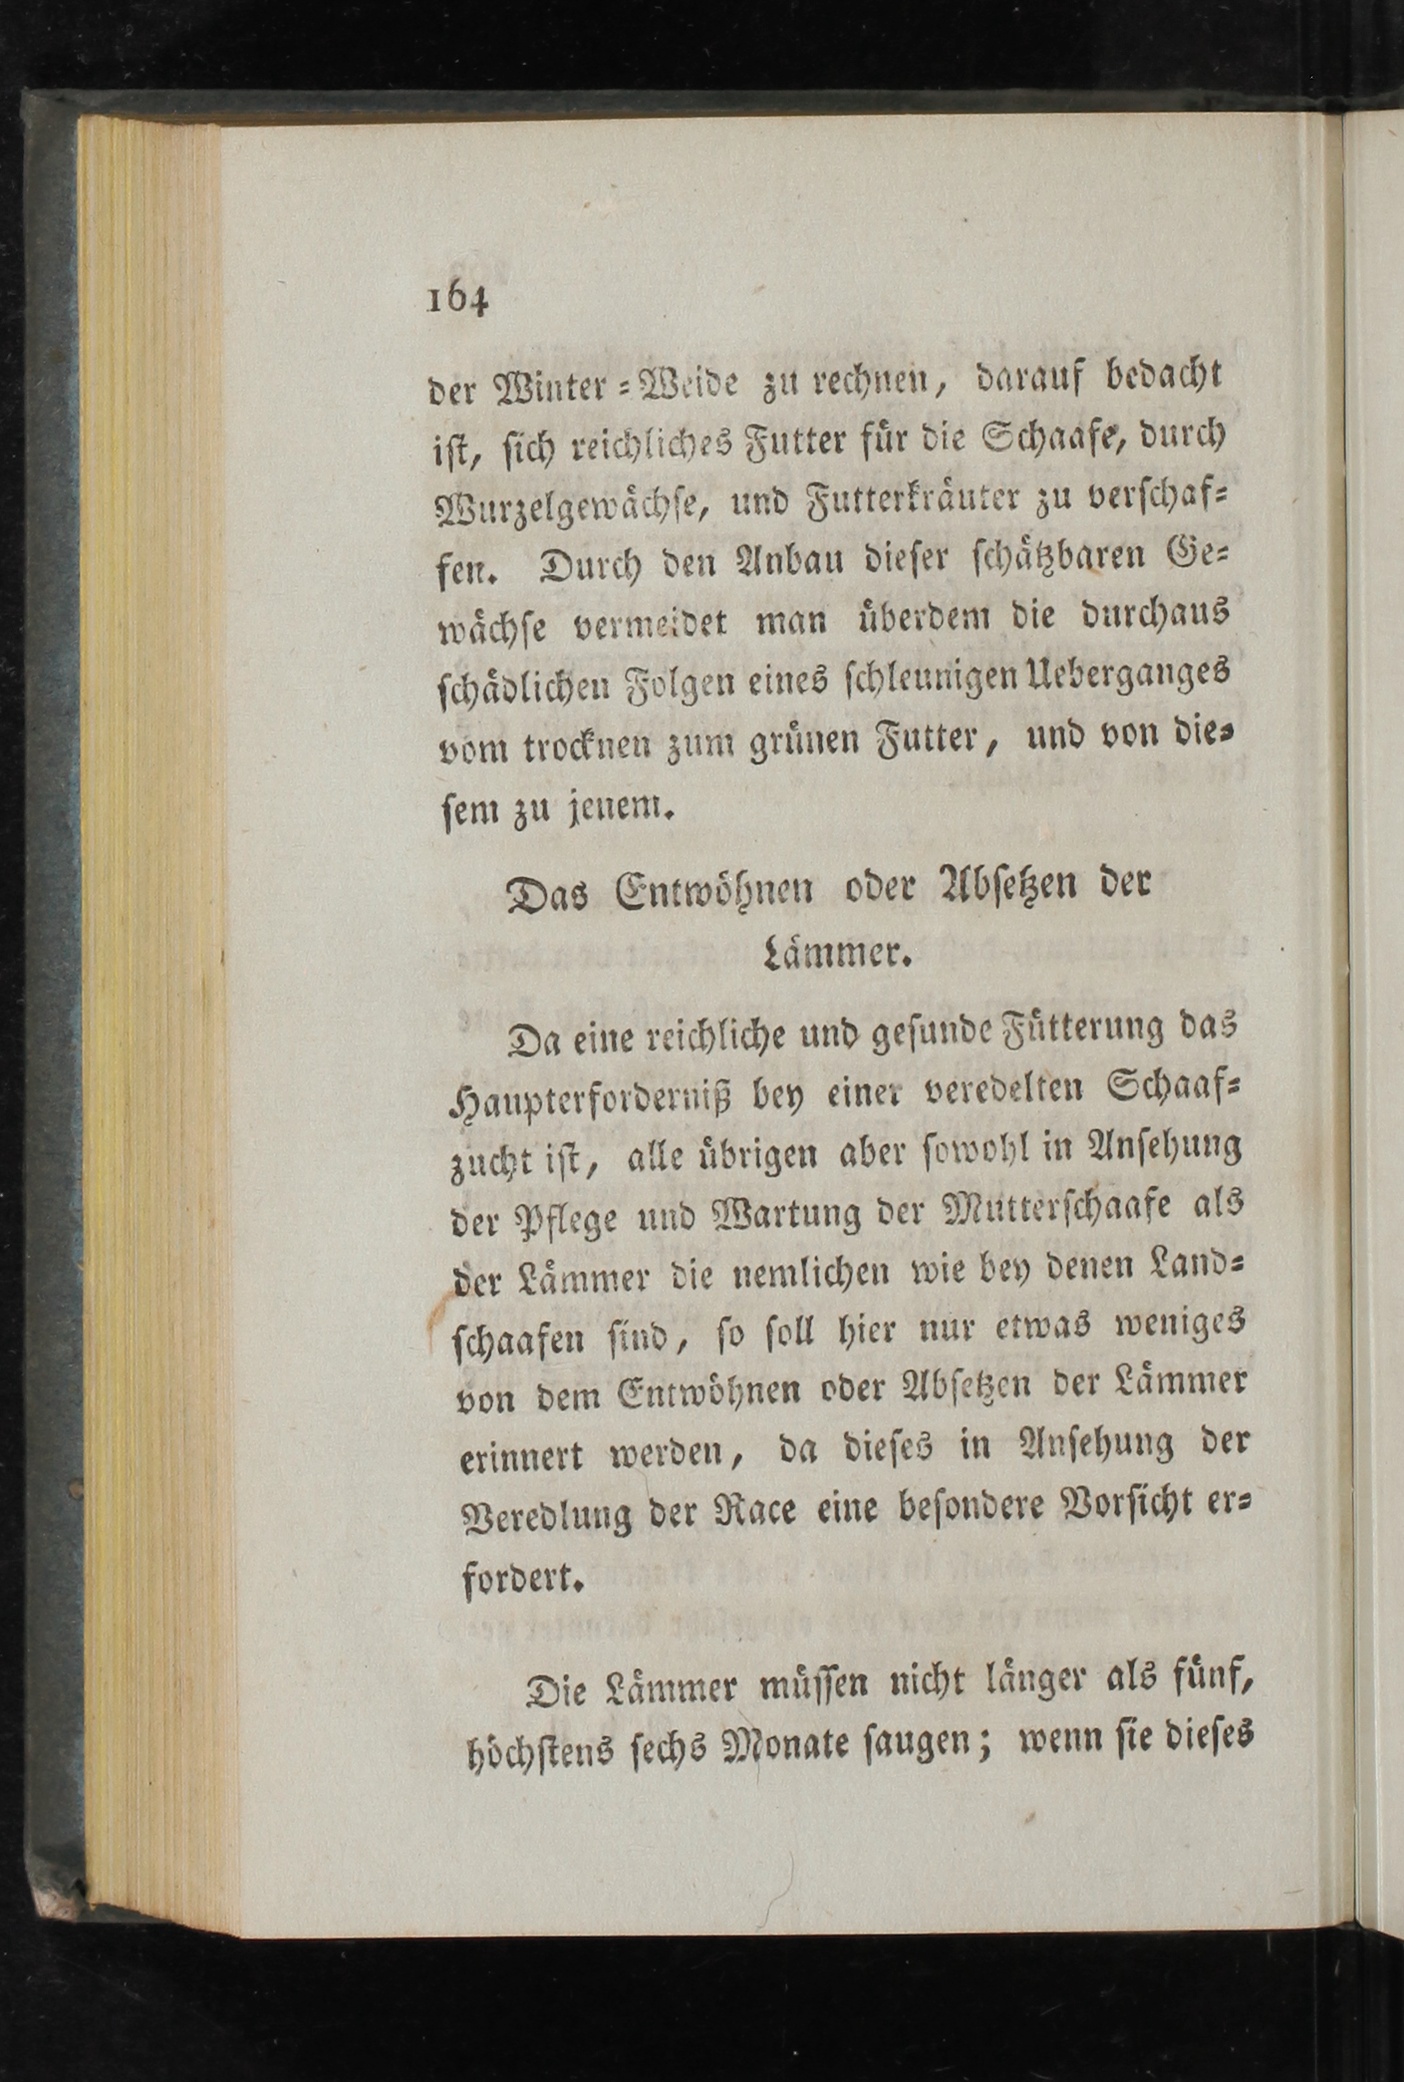 164
der Winter-Weide zu rechnen, darauf bedacht
ist, sich reichliches Futter für die Schaafe, durch
Wurzelgewächse, und Futterkräuter zu verschaf-
fen. Durch den Anbau dieser schätzbaren Ge-
wächse vermeidet man überdem die durchaus
schädlichen Folgen eines schleunigen Ueberganges
vom trocknen zum grünen Futter, und von die-
sem zu jenem.
Das Entwöhnen oder Absetzen der
Lämmer.
Da eine reichliche und gesunde Fütterung das
Haupterforderniß bey einer veredelten Schaaf-
zucht ist, alle übrigen aber sowohl in Ansehung
der Pflege und Wartung der Mutterschaafe als
der Lämmer die nemlichen wie bey denen Land-
schaafen sind, so soll hier nur etwas weniges
von dem Entwöhnen oder Absetzen der Lämmer
erinnert werden, da dieses in Ansehung der
Veredlung der Race eine besondere Vorsicht er-
fordert.
Die Lämmer müssen nicht länger als fünf,
höchstens sechs Monate saugen; wenn sie dieses